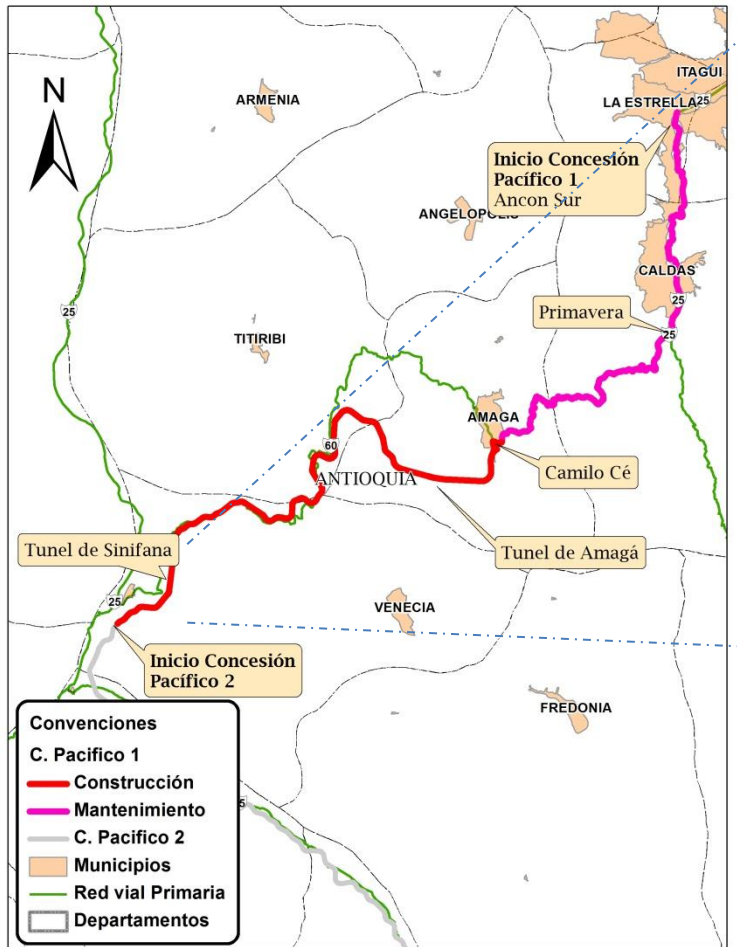 ITAGUI
N
ARMENIA
LA ESTRELLA
25
Inicio Concesión
Pacífico 1
Ancon Sur
ANGELOPOLIS
CALDAS
25
25
Primavera
25
TITIRIBI
AMAGA
60
Camilo Cé
ANTIOQUIA
Tunel de Sinifana
Tunel de Amagá
25
VENECIA
Inicio Concesión
Pacífico 2
FREDONIA
Convenciones
C. Pacifico 1
Construcción
Mantenimiento
C. Pacifico 2
Municipios
Red vial Primaria
Departamentos
5